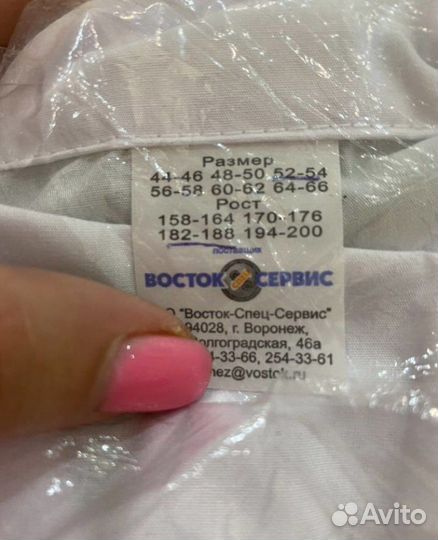 Размер
44-46 48-50 52-54
56-58 60-62 64-66
Рост
158-164 170-176
182-188 194-200
поставщик
ВОСТОК СЕРВИС
О "Восток-Спец-Сервис"
94028, г. Воронеж,
олгоградская, 46а
4-33-66, 254-33-61
nez@vostok.ru
Avito